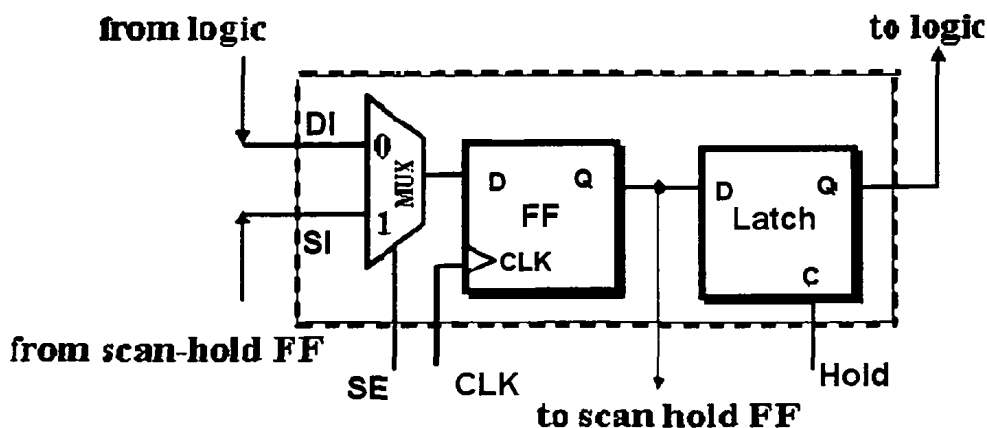 from logic
to logic
DI
0
MUX
1
SI
D
Q
FF
CLK
D
Q
Latch
C
from scan-hold FF
SE
CLK
to scan hold FF
Hold